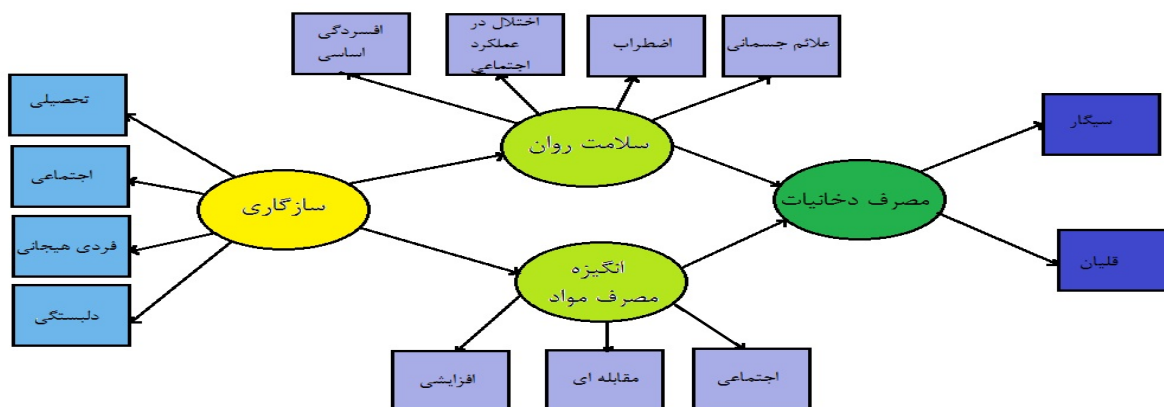 افسردگی
اساسی
اختلال در
عملکرد
اجتماعی
اضطراب
علائم جسمانی
تحصیلی
اجتماعی
فردی هیجانی
دلبستگی
سازگاری
سلامت روان
انگیزه
مصرف مواد
مصرف دخانیات
سیگار
قلیان
افزایشی
مقابله ای
اجتماعی